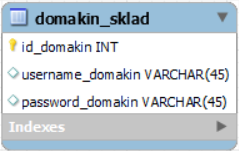 domakin_sklad
id_domakin INT
username_domakin VARCHAR(45)
password_domakin VARCHAR(45)
Indexes